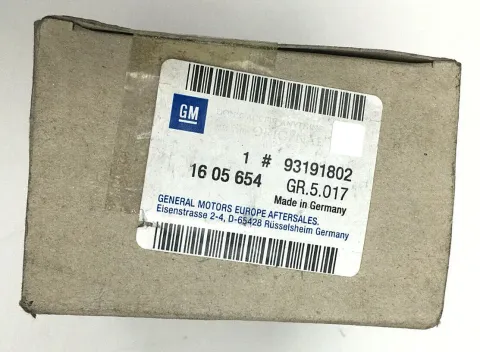 GM
1 # 93191802
16 05 654 GR.5.017
Made in Germany
GENERAL MOTORS EUROPE AFTERSALES.
Eisenstrasse 2-4, D-65428 Rüsselsheim Germany